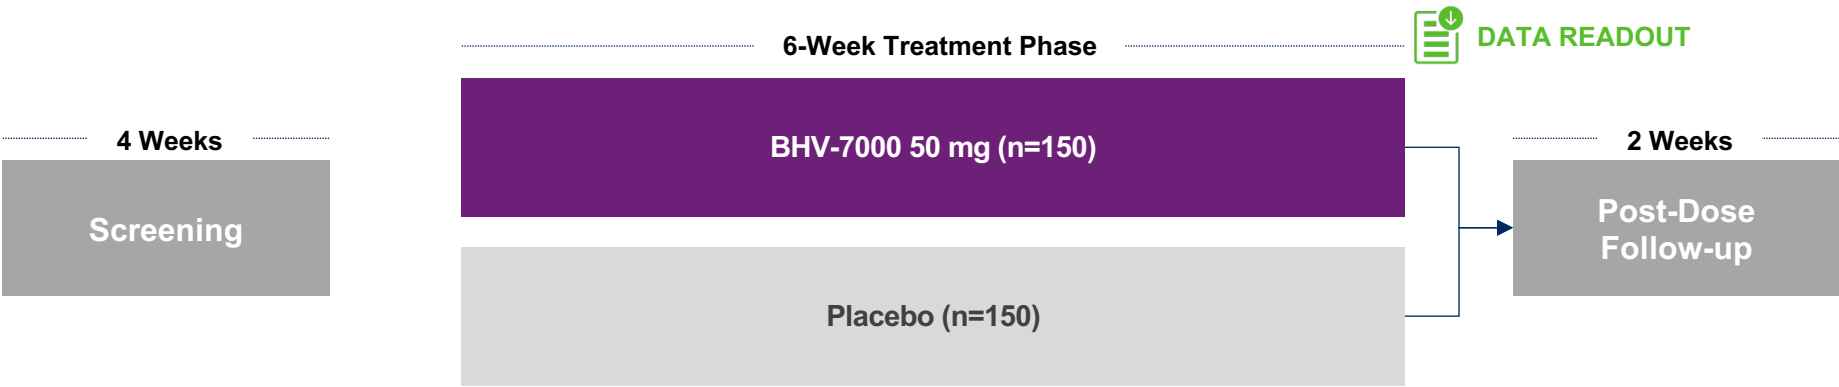 4 Weeks
Screening
6-Week Treatment Phase
BHV-7000 50 mg (n=150)
Placebo (n=150)
DATA READOUT
2 Weeks
Post-Dose
Follow-up